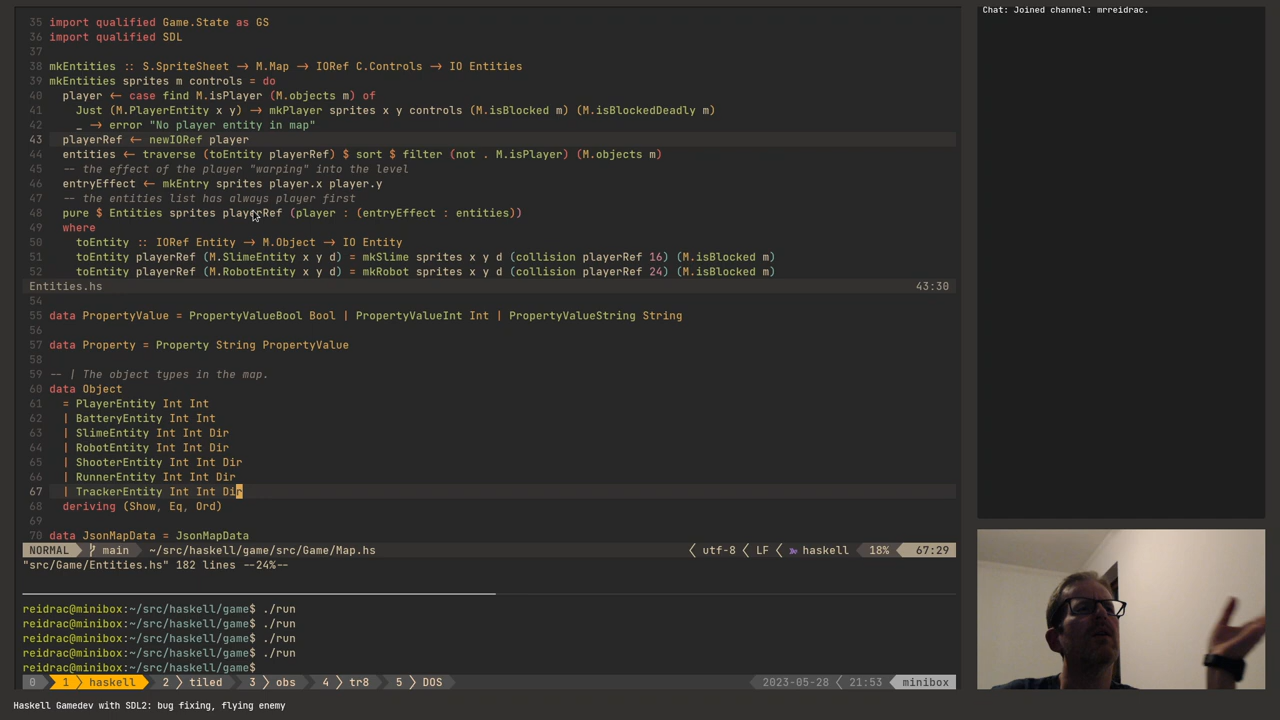 35 import qualified Game.State as GS
36 import qualified SDL
37
38 mkEntities :: S.SpriteSheet → M.Map → IORef C.Controls → IO Entities
39 mkEntities sprites m controls = do
40   player ← case find M.isPlayer (M.objects m) of
41     Just (M.PlayerEntity x y) → mkPlayer sprites x y controls (M.isBlocked m) (M.isBlockedDeadly m)
42     _ → error "No player entity in map"
43   playerRef ← newIORef player
44   entities ← traverse (toEntity playerRef) $ sort $ filter (not . M.isPlayer) (M.objects m)
45   -- the effect of the player "warping" into the level
46   entryEffect ← mkEntry sprites player.x player.y
47   -- the entities list has always player first
48   pure $ Entities sprites playerRef (player : (entryEffect : entities))
49   where
50     toEntity :: IORef Entity → M.Object → IO Entity
51     toEntity playerRef (M.SlimeEntity x y d) = mkSlime sprites x y d (collision playerRef 16) (M.isBlocked m)
52     toEntity playerRef (M.RobotEntity x y d) = mkRobot sprites x y d (collision playerRef 24) (M.isBlocked m)
Entities.hs 43:30
54
55 data PropertyValue = PropertyValueBool Bool | PropertyValueInt Int | PropertyValueString String
56
57 data Property = Property String PropertyValue
58
59 -- | The object types in the map.
60 data Object
61   = PlayerEntity Int Int
62   | BatteryEntity Int Int
63   | SlimeEntity Int Int Dir
64   | RobotEntity Int Int Dir
65   | ShooterEntity Int Int Dir
66   | RunnerEntity Int Int Dir
67   | TrackerEntity Int Int Dir
68   deriving (Show, Eq, Ord)
69
70 data JsonMapData = JsonMapData
NORMAL main ~/src/haskell/game/src/Game/Map.hs utf-8 LF haskell 18% 67:29
"src/Game/Entities.hs" 182 lines --24%--
reidrac@minibox:~/src/haskell/game$ ./run
reidrac@minibox:~/src/haskell/game$ ./run
reidrac@minibox:~/src/haskell/game$ ./run
reidrac@minibox:~/src/haskell/game$ ./run
reidrac@minibox:~/src/haskell/game$
0 1 haskell 2 tiled 3 obs 4 tr8 5 DOS 2023-05-28 21:53 minibox
Haskell Gamedev with SDL2: bug fixing, flying enemy
Chat: Joined channel: mrreidrac.